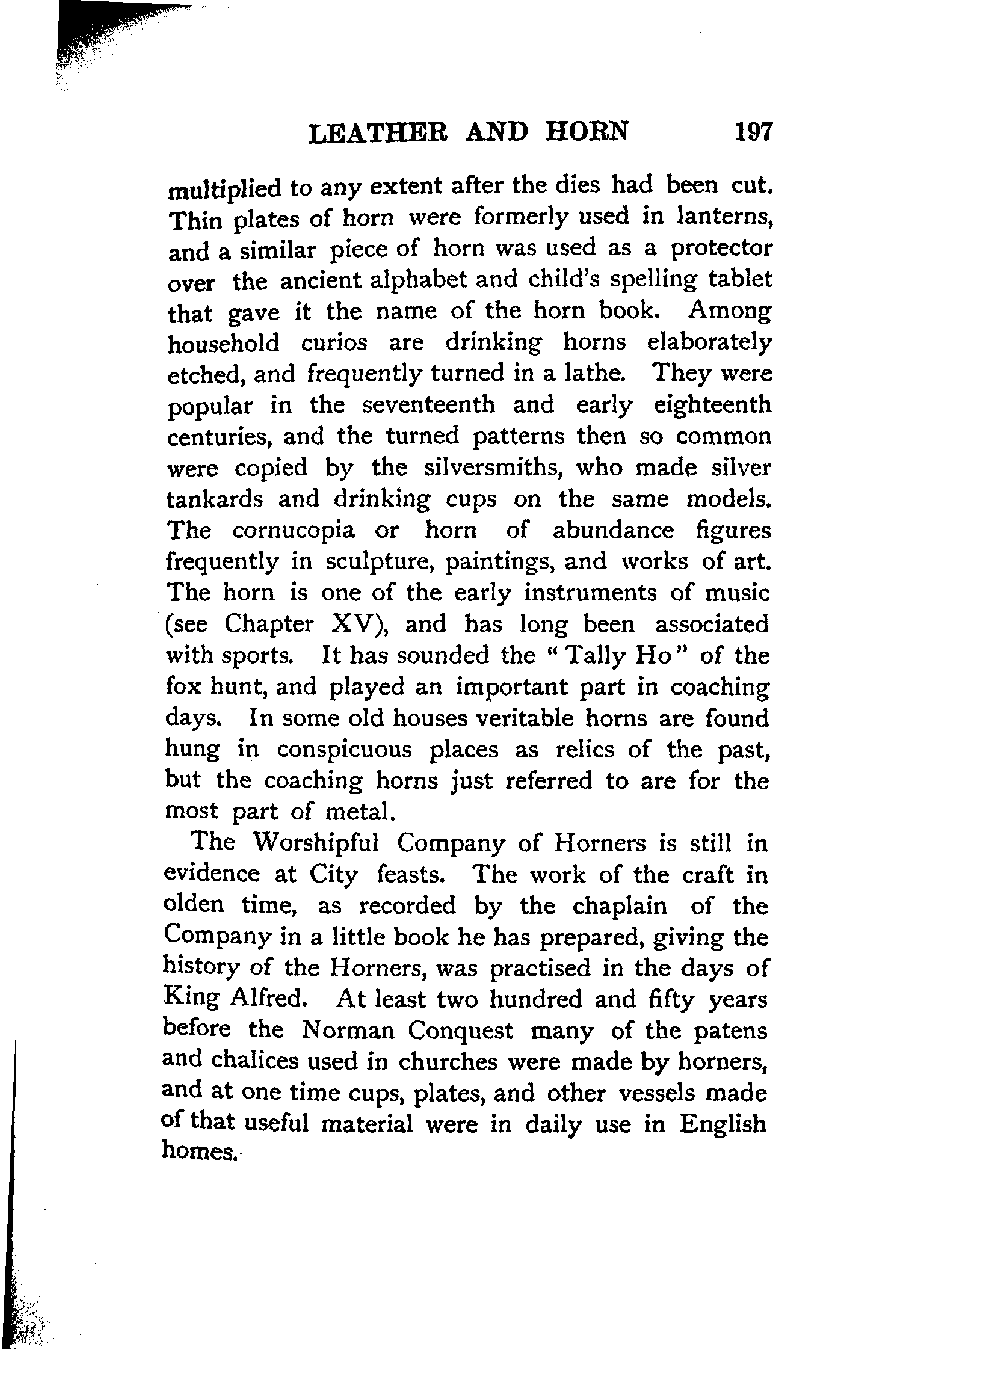 LEATHER AND HORN 197
multiplied to any extent after the dies had been cut.
Thin plates of horn were formerly used in lanterns,
and a similar piece of horn was used as a protector
over the ancient alphabet and child's spelling tablet
that gave it the name of the horn book. Among
household curios are drinking horns elaborately
etched, and frequently turned in a lathe. They were
popular in the seventeenth and early eighteenth
centuries, and the turned patterns then so common
were copied by the silversmiths, who made silver
tankards and drinking cups on the same models.
The cornucopia or horn of abundance figures
frequently in sculpture, paintings, and works of art.
The horn is one of the early instruments of music
(see Chapter XV), and has long been associated
with sports. It has sounded the “Tally Ho” of the
fox hunt, and played an important part in coaching
days. In some old houses veritable horns are found
hung in conspicuous places as relics of the past,
but the coaching horns just referred to are for the
most part of metal.
The Worshipful Company of Horners is still in
evidence at City feasts. The work of the craft in
olden time, as recorded by the chaplain of the
Company in a little book he has prepared, giving the
history of the Horners, was practised in the days of
King Alfred. At least two hundred and fifty years
before the Norman Conquest many of the patens
and chalices used in churches were made by horners,
and at one time cups, plates, and other vessels made
of that useful material were in daily use in English
homes.